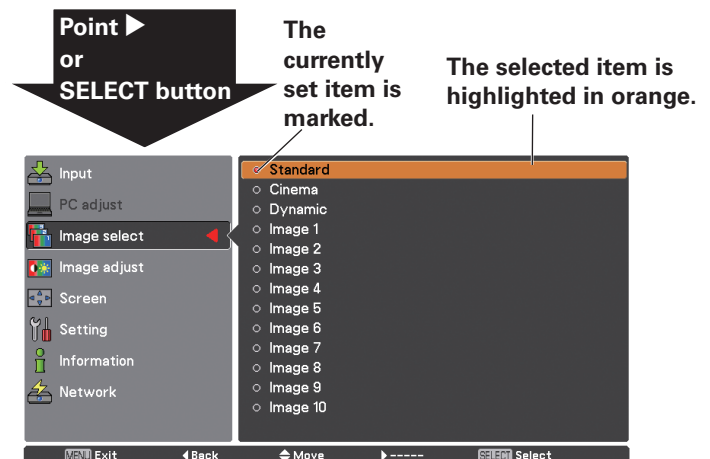 Point ▶
or
SELECT button
The
currently
set item is
marked.
The selected item is
highlighted in orange.
Input
PC adjust
Image select
Image adjust
Screen
Setting
Information
Network
Standard
Cinema
Dynamic
Image 1
Image 2
Image 3
Image 4
Image 5
Image 6
Image 7
Image 8
Image 9
Image 10
MENU Exit ◀Back Move ▶----- SELECT Select